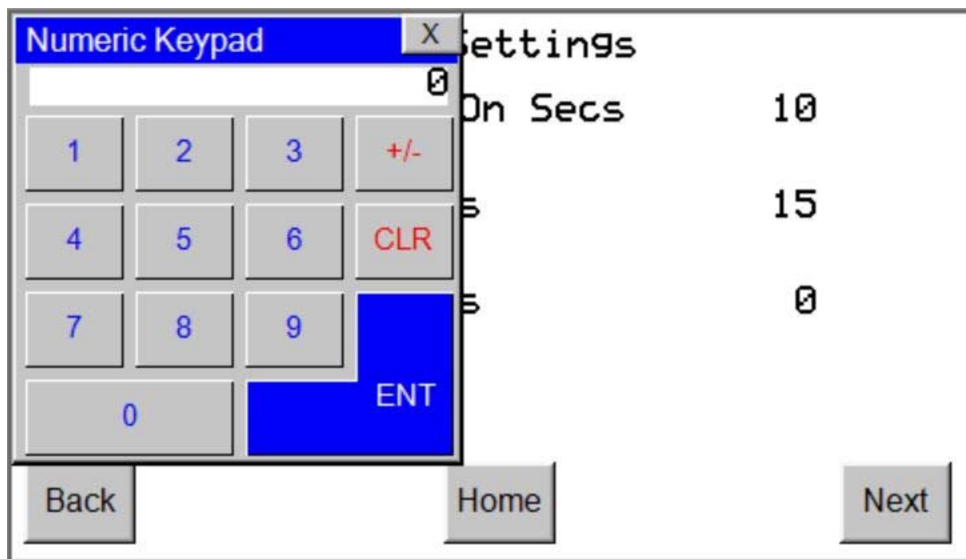 Numeric Keypad X
ettings
0
On Secs 10
1 2 3 +/-
s 15
4 5 6 CLR
s 0
7 8 9
ENT
0
Back Home Next